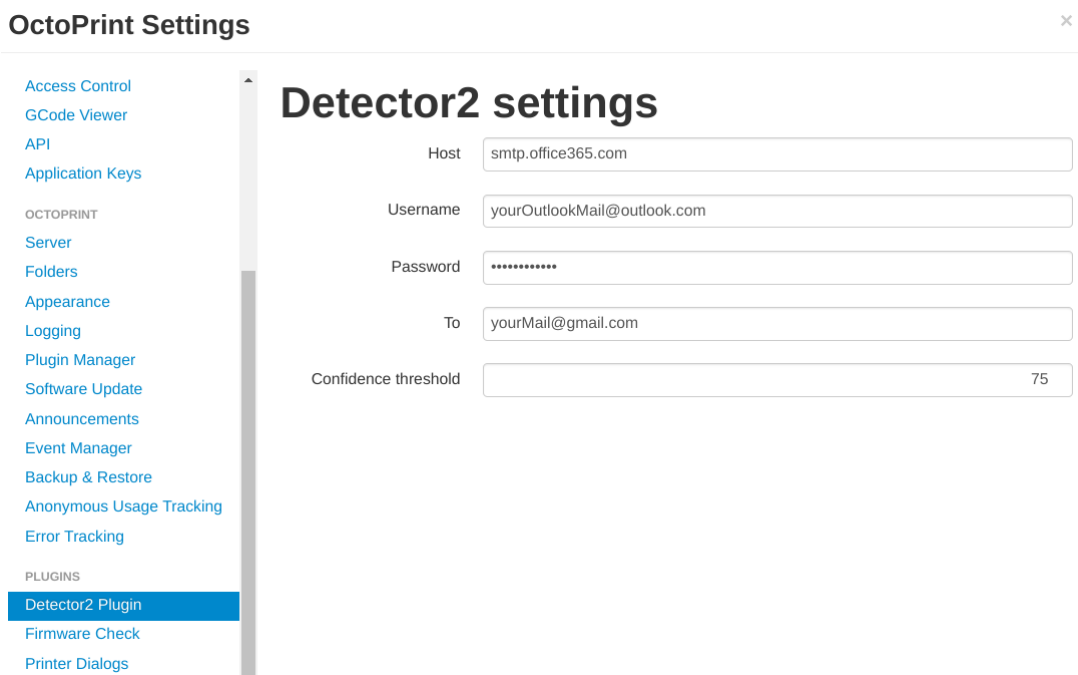 OctoPrint Settings
×
Access Control
GCode Viewer
API
Application Keys
OCTOPRINT
Server
Folders
Appearance
Logging
Plugin Manager
Software Update
Announcements
Event Manager
Backup & Restore
Anonymous Usage Tracking
Error Tracking
PLUGINS
Detector2 Plugin
Firmware Check
Printer Dialogs
Detector2 settings
Host smtp.office365.com
Username yourOutlookMail@outlook.com
Password ••••••••••••
To yourMail@gmail.com
Confidence threshold 75